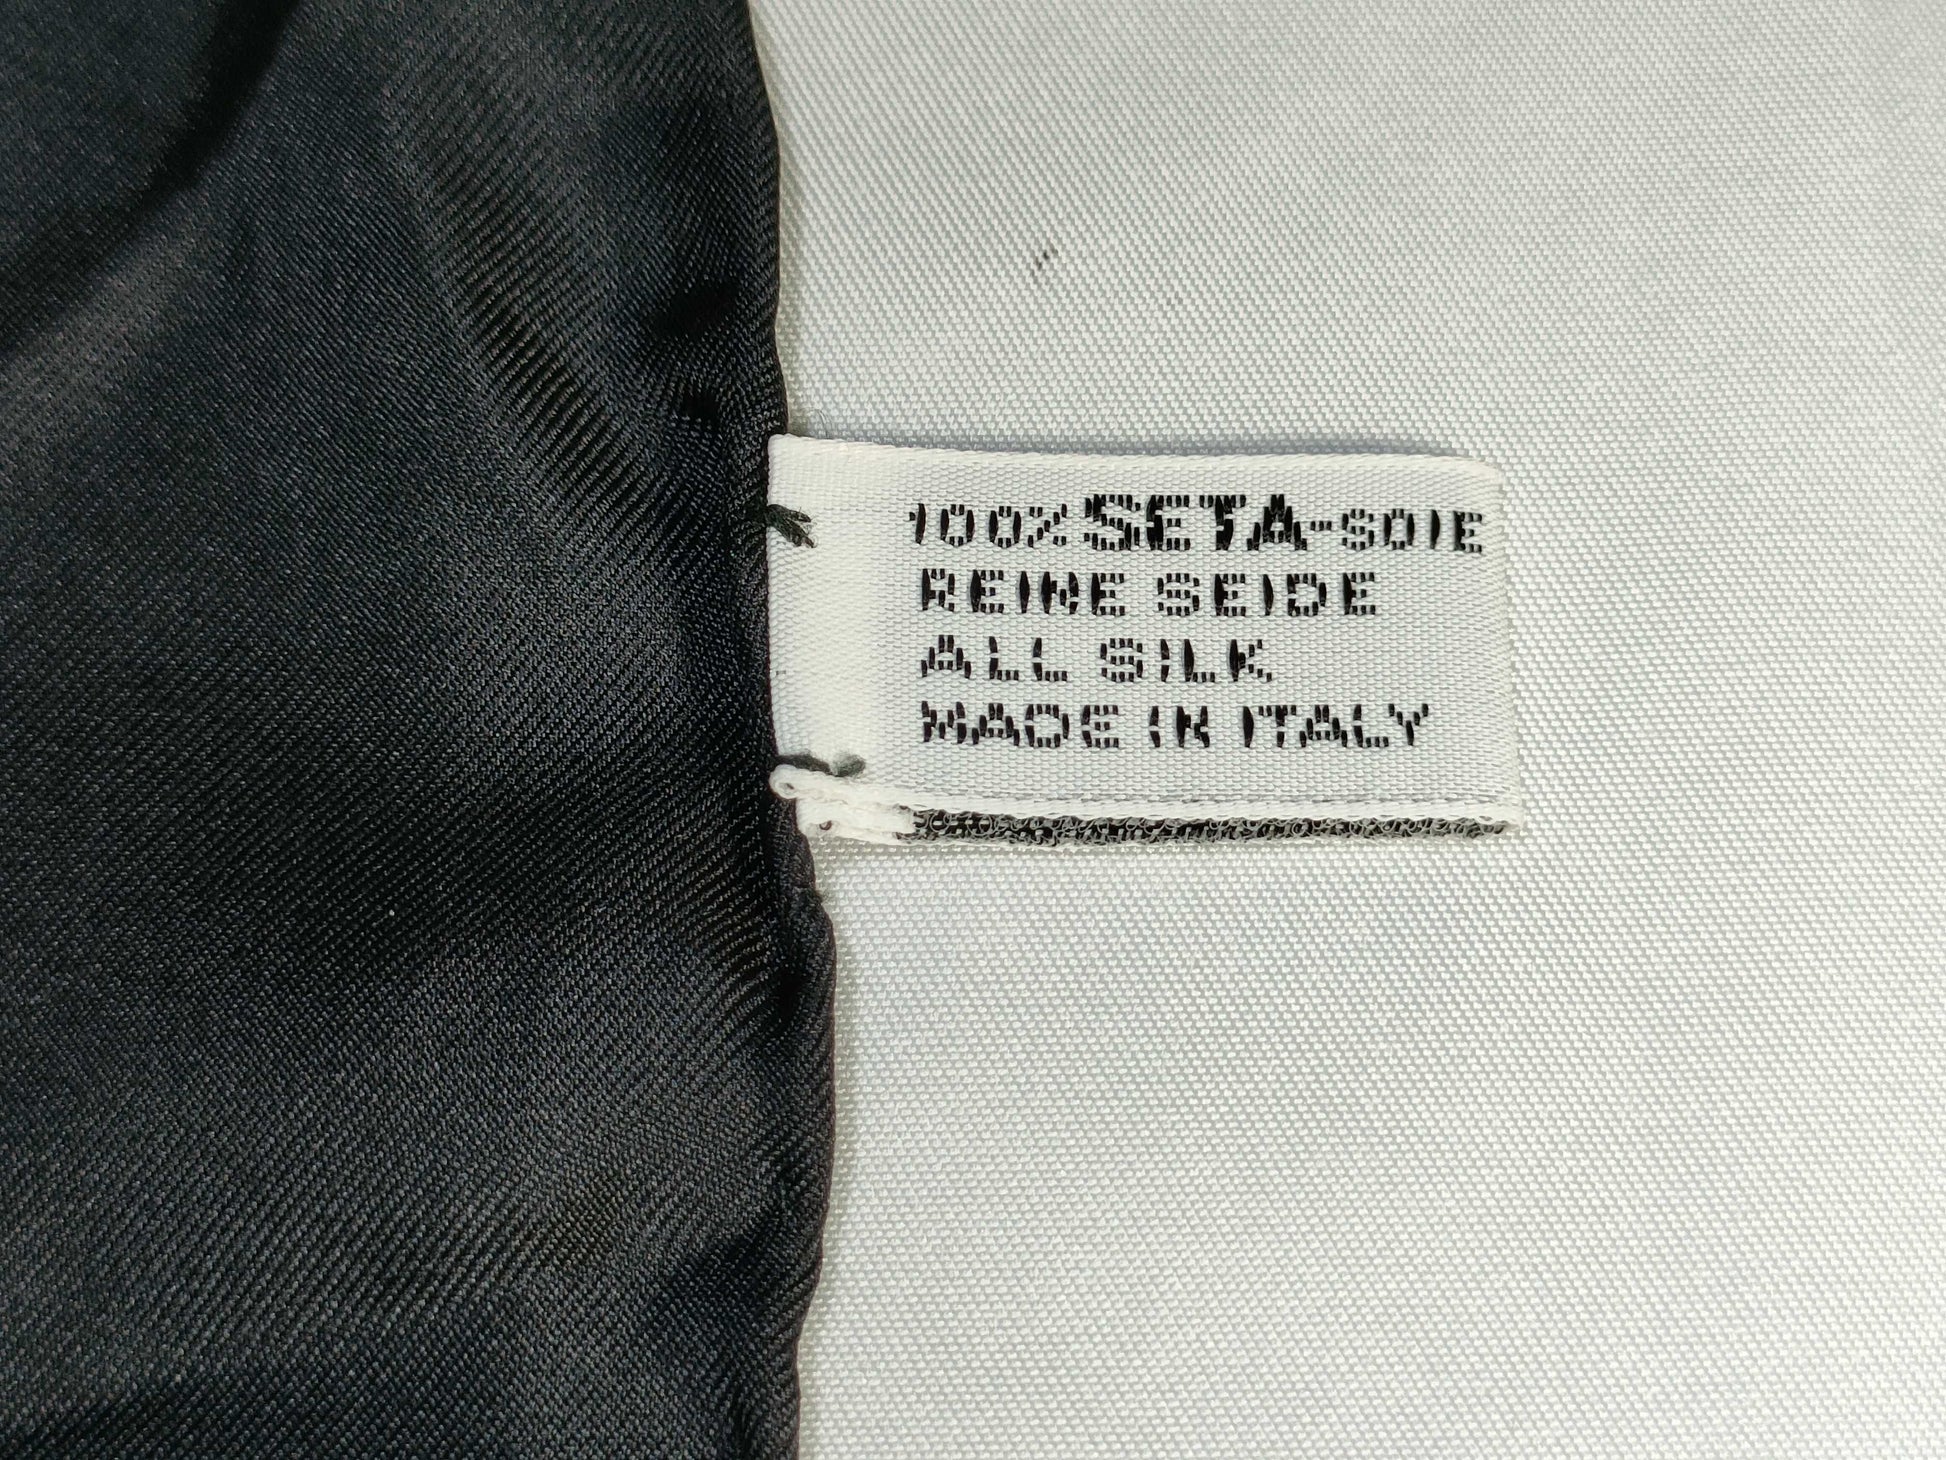 100% SETA-SOIE
REINE SEIDE
ALL SILK
MADE IN ITALY